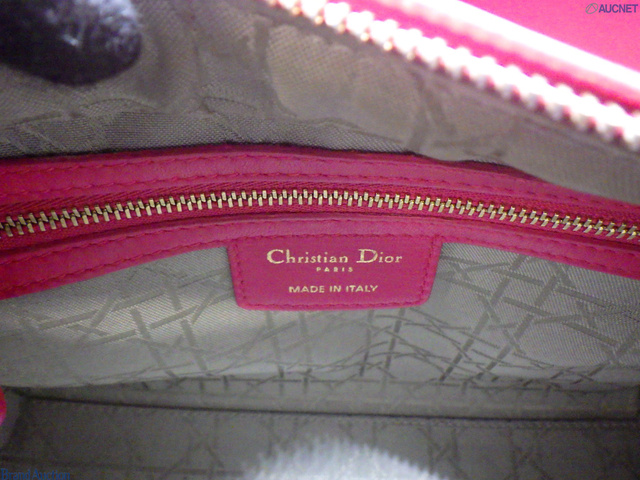 AUCNET
Christian Dior
PARIS
MADE IN ITALY